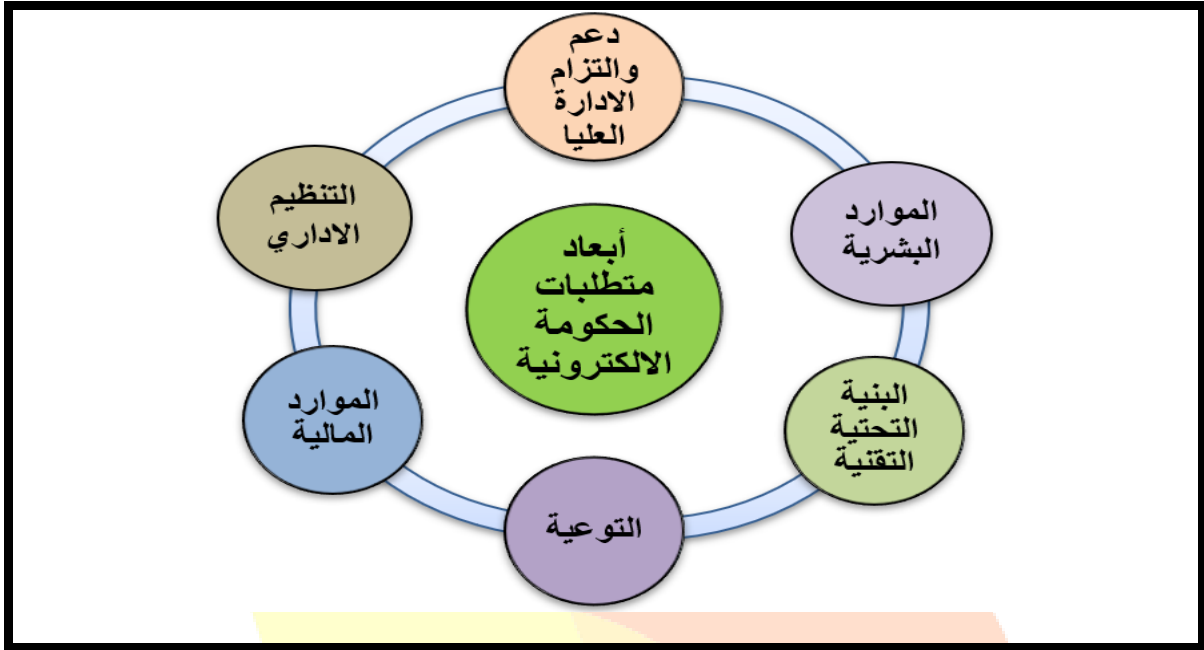 دعم
والتزام
الادارة
العليا
الموارد
البشرية
البنية
التحتية
التقنية
التوعية
الموارد
المالية
التنظيم
الاداري
أبعاد
متطلبات
الحكومة
الالكترونية